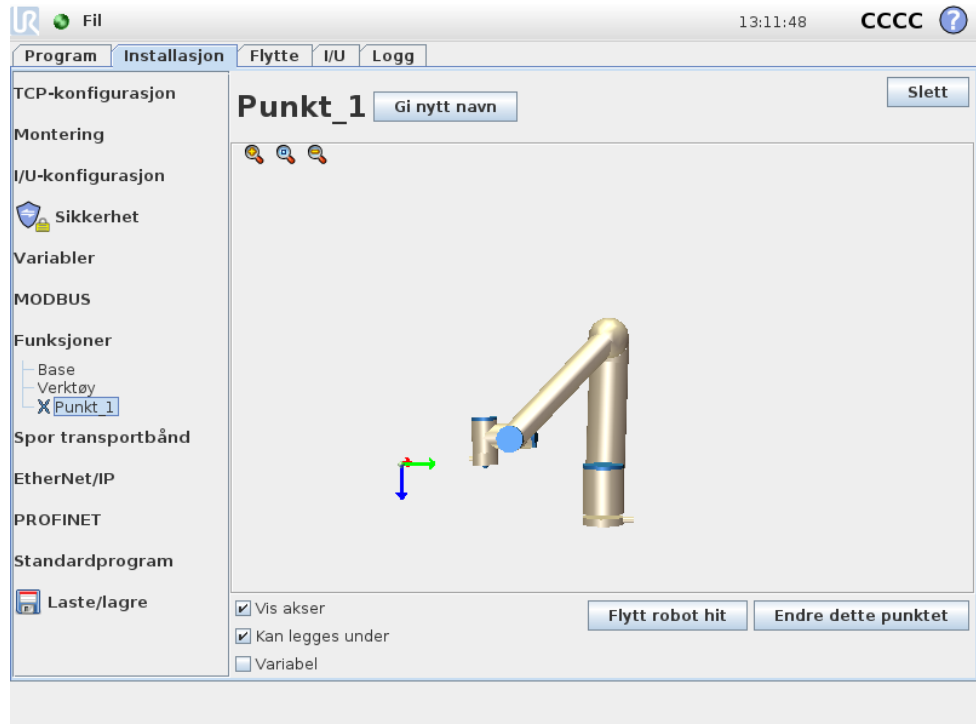 UR Fil 13:11:48 CCCC ?
Program Installasjon Flytte I/U Logg
TCP-konfigurasjon
Montering
I/U-konfigurasjon
Sikkerhet
Variabler
MODBUS
Funksjoner
Base
Verktøy
Punkt_1
Spor transportbånd
EtherNet/IP
PROFINET
Standardprogram
Laste/lagre
Punkt_1 Gi nytt navn Slett
Vis akser
Kan legges under
Variabel
Flytt robot hit Endre dette punktet